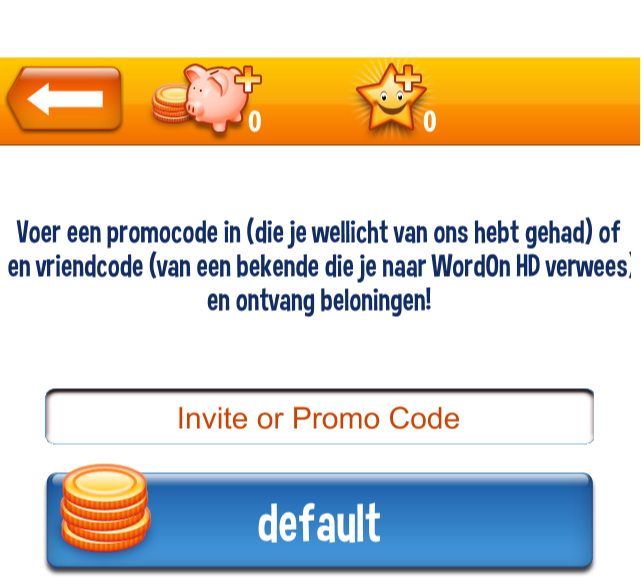 0
0
Voer een promocode in (die je wellicht van ons hebt gehad) of
en vriendcode (van een bekende die je naar WordOn HD verwees)
en ontvang beloningen!
Invite or Promo Code
default